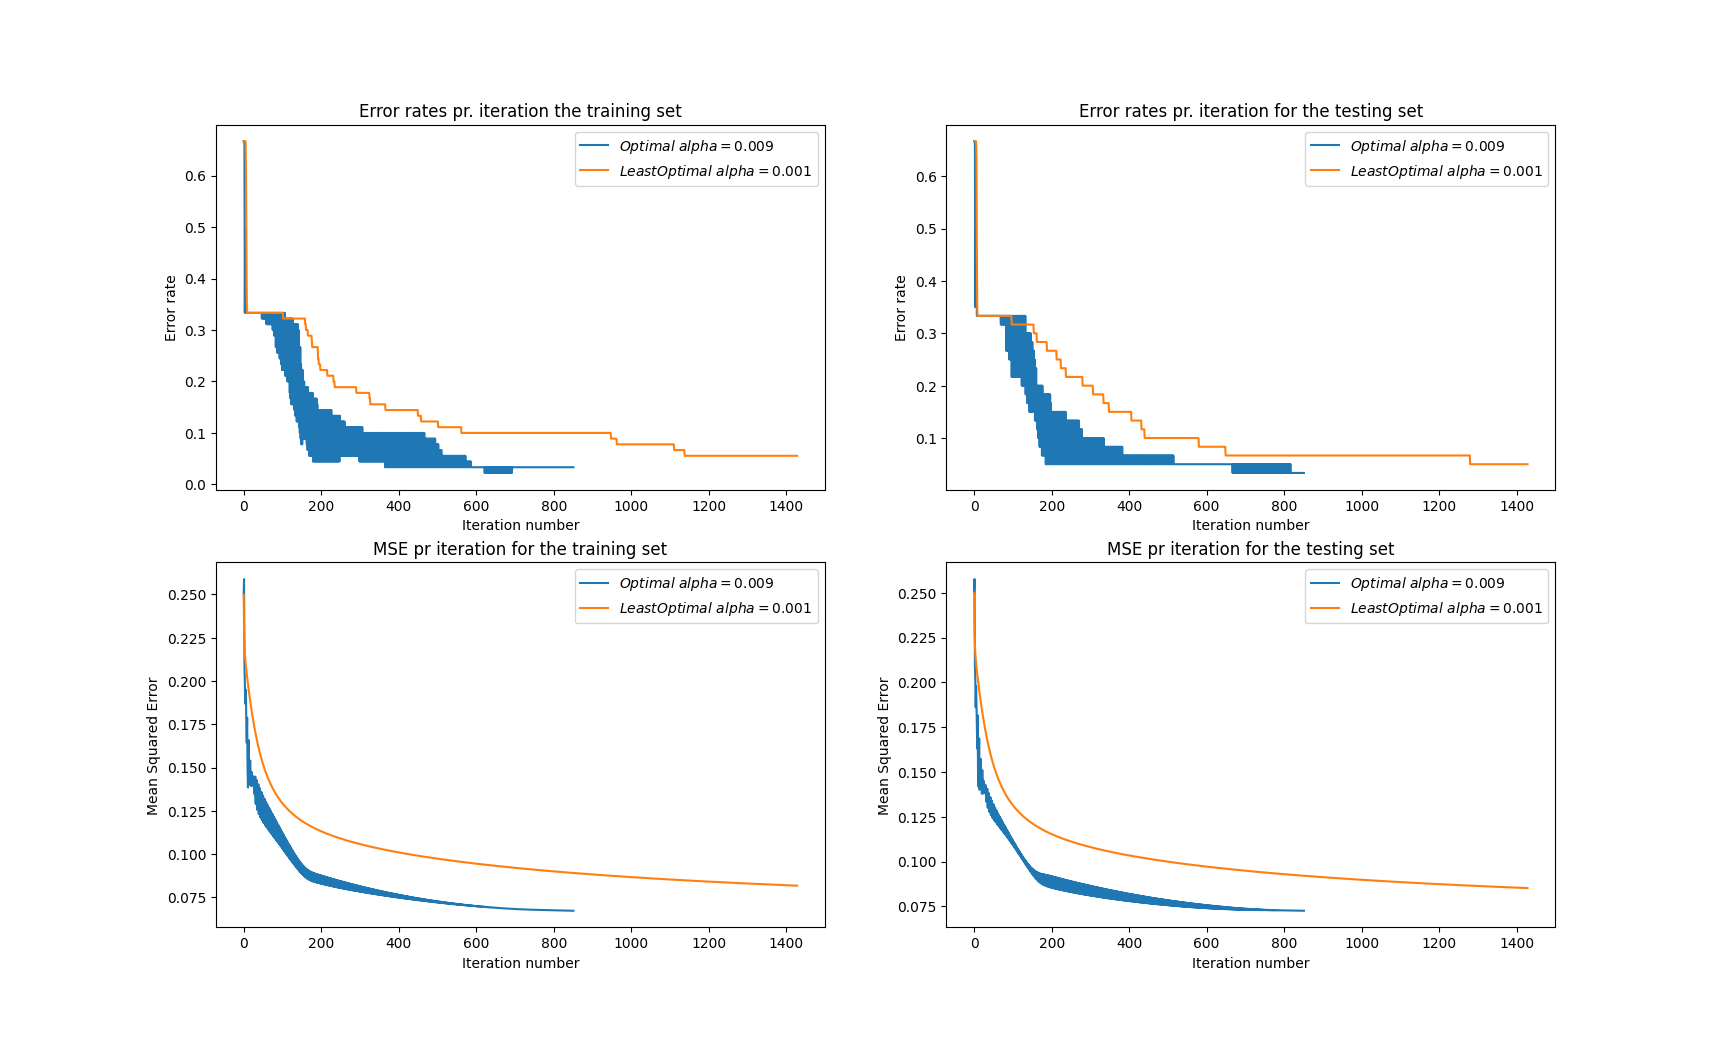 Error rates pr. iteration the training set
Optimal alpha = 0.009
LeastOptimal alpha = 0.001
Error rate
0.6
0.5
0.4
0.3
0.2
0.1
0.0
0 200 400 600 800 1000 1200 1400
Iteration number
Error rates pr. iteration for the testing set
Optimal alpha = 0.009
LeastOptimal alpha = 0.001
Error rate
0.6
0.5
0.4
0.3
0.2
0.1
0 200 400 600 800 1000 1200 1400
Iteration number
MSE pr iteration for the training set
Optimal alpha = 0.009
LeastOptimal alpha = 0.001
Mean Squared Error
0.250
0.225
0.200
0.175
0.150
0.125
0.100
0.075
0 200 400 600 800 1000 1200 1400
Iteration number
MSE pr iteration for the testing set
Optimal alpha = 0.009
LeastOptimal alpha = 0.001
Mean Squared Error
0.250
0.225
0.200
0.175
0.150
0.125
0.100
0.075
0 200 400 600 800 1000 1200 1400
Iteration number